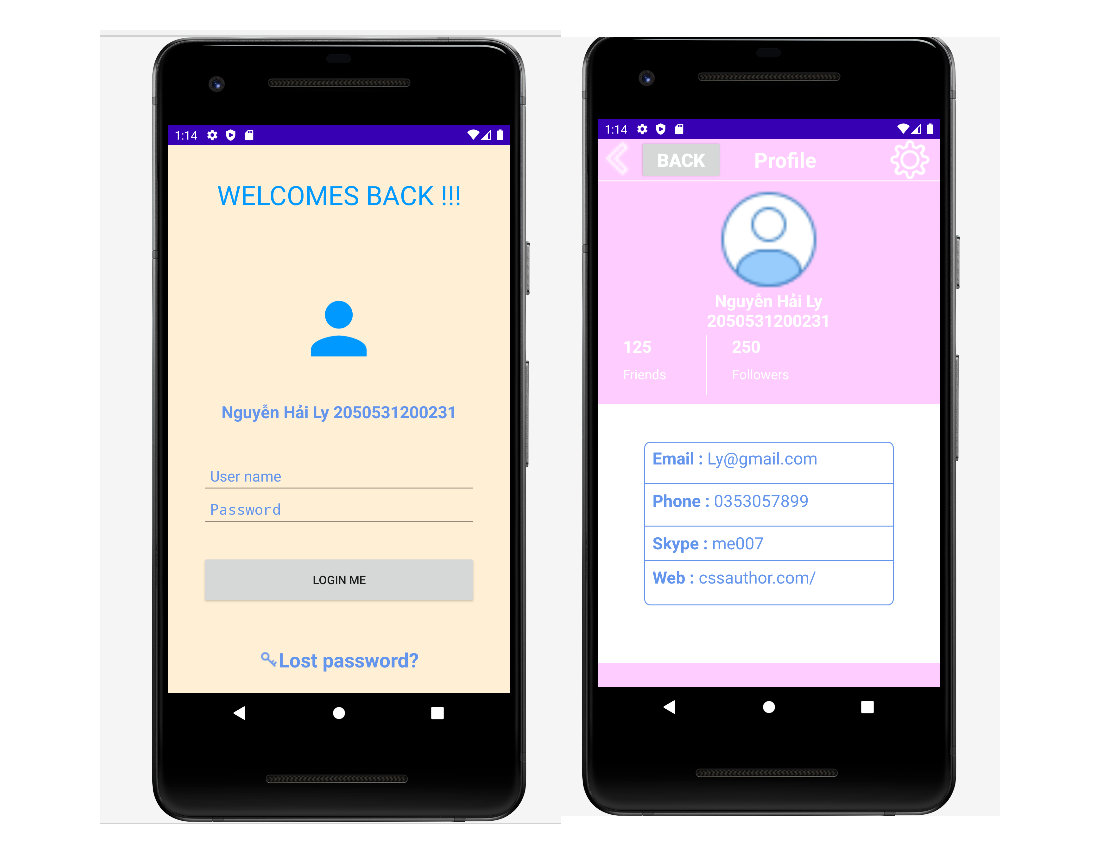 1:14
WELCOMES BACK !!!
Nguyễn Hải Ly 2050531200231
User name
Password
LOGIN ME
Lost password?
1:14
BACK Profile
Nguyễn Hải Ly
2050531200231
125 250
Friends Followers
Email : Ly@gmail.com
Phone : 0353057899
Skype : me007
Web : cssauthor.com/